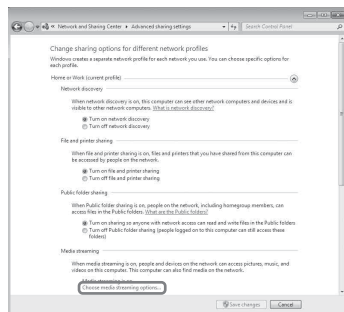 « Network and Sharing Center ▸ Advanced sharing settings
Search Control Panel
Change sharing options for different network profiles
Windows creates a separate network profile for each network you use. You can choose specific options for
each profile.
Home or Work (current profile)
Network discovery
When network discovery is on, this computer can see other network computers and devices and is
visible to other network computers. What is network discovery?
Turn on network discovery
Turn off network discovery
File and printer sharing
When file and printer sharing is on, files and printers that you have shared from this computer can
be accessed by people on the network.
Turn on file and printer sharing
Turn off file and printer sharing
Public folder sharing
When Public folder sharing is on, people on the network, including homegroup members, can
access files in the Public folders. What are the Public folders?
Turn on sharing so anyone with network access can read and write files in the Public folders
Turn off Public folder sharing (people logged on to this computer can still access these
folders)
Media streaming
When media streaming is on, people and devices on the network can access pictures, music, and
videos on this computer. This computer can also find media on the network.
Media streaming is on.
Choose media streaming options...
Save changes
Cancel